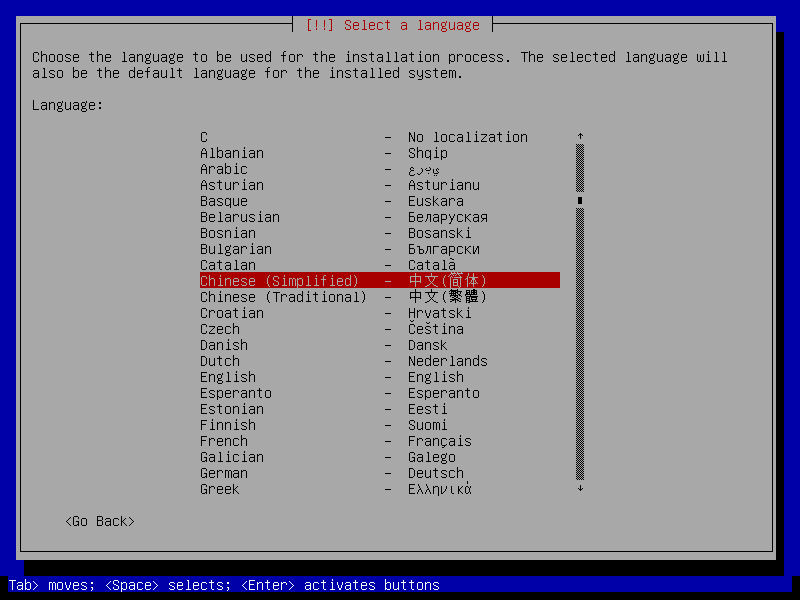 [!!] Select a language
Choose the language to be used for the installation process. The selected language will
also be the default language for the installed system.
Language:
C - No localization
Albanian - Shqip
Arabic - عربي
Asturian - Asturianu
Basque - Euskara
Belarusian - Беларуская
Bosnian - Bosanski
Bulgarian - Български
Catalan - Català
Chinese (Simplified) - 中文(简体)
Chinese (Traditional) - 中文(繁體)
Croatian - Hrvatski
Czech - Čeština
Danish - Dansk
Dutch - Nederlands
English - English
Esperanto - Esperanto
Estonian - Eesti
Finnish - Suomi
French - Français
Galician - Galego
German - Deutsch
Greek - Ελληνικά
<Go Back>
Tab> moves; <Space> selects; <Enter> activates buttons